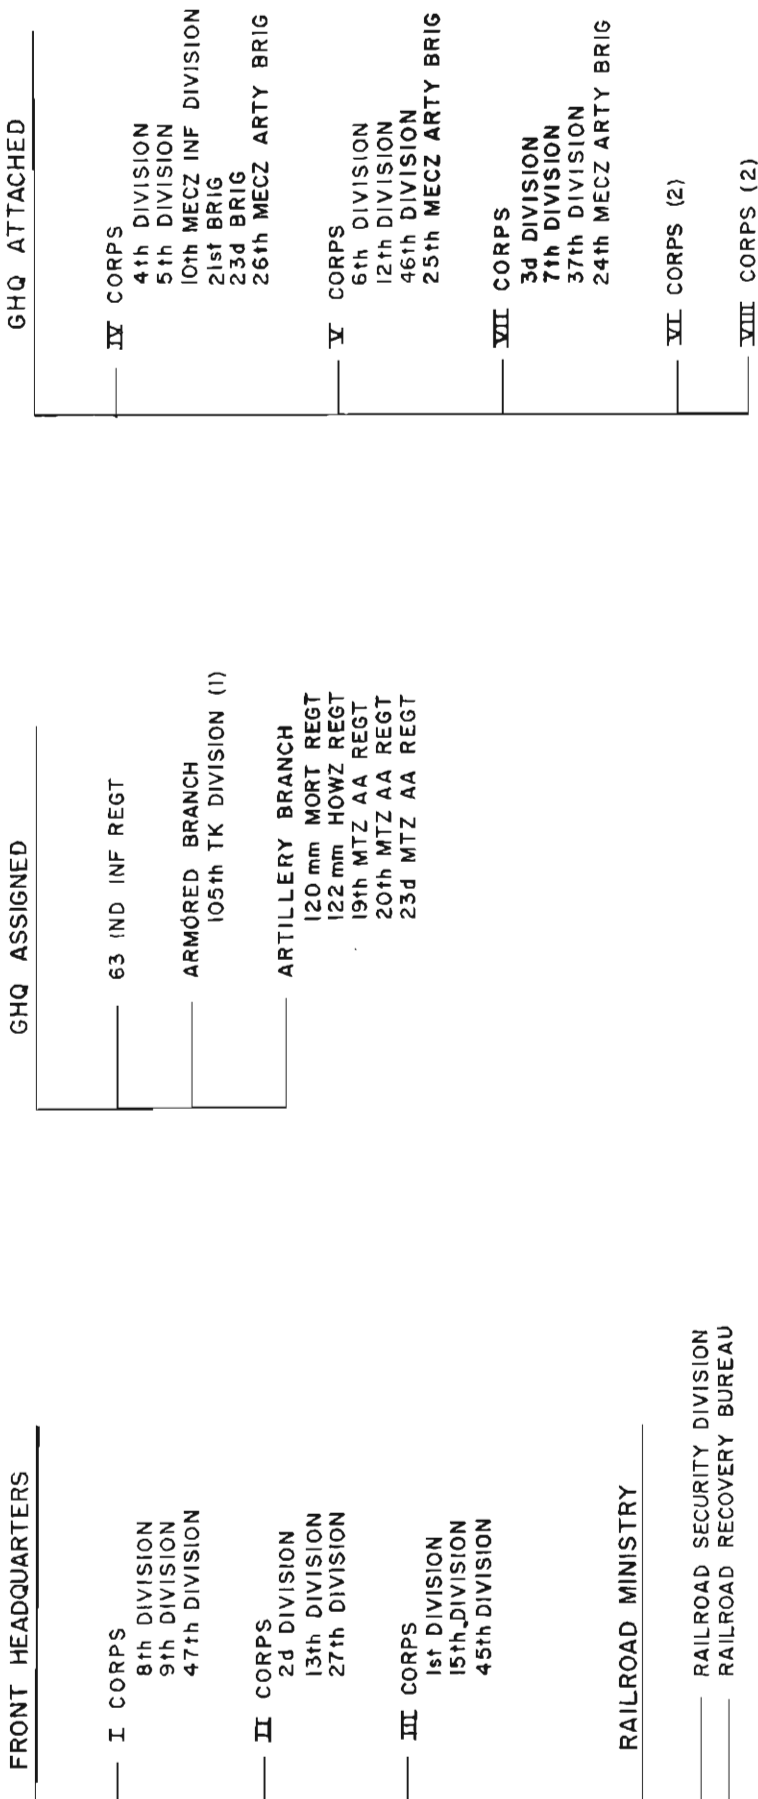 FRONT HEADQUARTERS
I CORPS
8th DIVISION
9th DIVISION
47th DIVISION
II CORPS
2d DIVISION
13th DIVISION
27th DIVISION
III CORPS
1st DIVISION
15th DIVISION
45th DIVISION
RAILROAD MINISTRY
RAILROAD SECURITY DIVISION
RAILROAD RECOVERY BUREAU
GHQ ASSIGNED
63 IND INF REGT
ARMORED BRANCH
105th TK DIVISION (1)
ARTILLERY BRANCH
120 mm MORT REGT
122 mm HOWZ REGT
19th MTZ AA REGT
20th MTZ AA REGT
23d MTZ AA REGT
GHQ ATTACHED
IV CORPS
4th DIVISION
5th DIVISION
10th MECZ INF DIVISION
21st BRIG
23d BRIG
26th MECZ ARTY BRIG
V CORPS
6th DIVISION
12th DIVISION
46th DIVISION
25th MECZ ARTY BRIG
VII CORPS
3d DIVISION
7th DIVISION
37th DIVISION
24th MECZ ARTY BRIG
VI CORPS (2)
VIII CORPS (2)